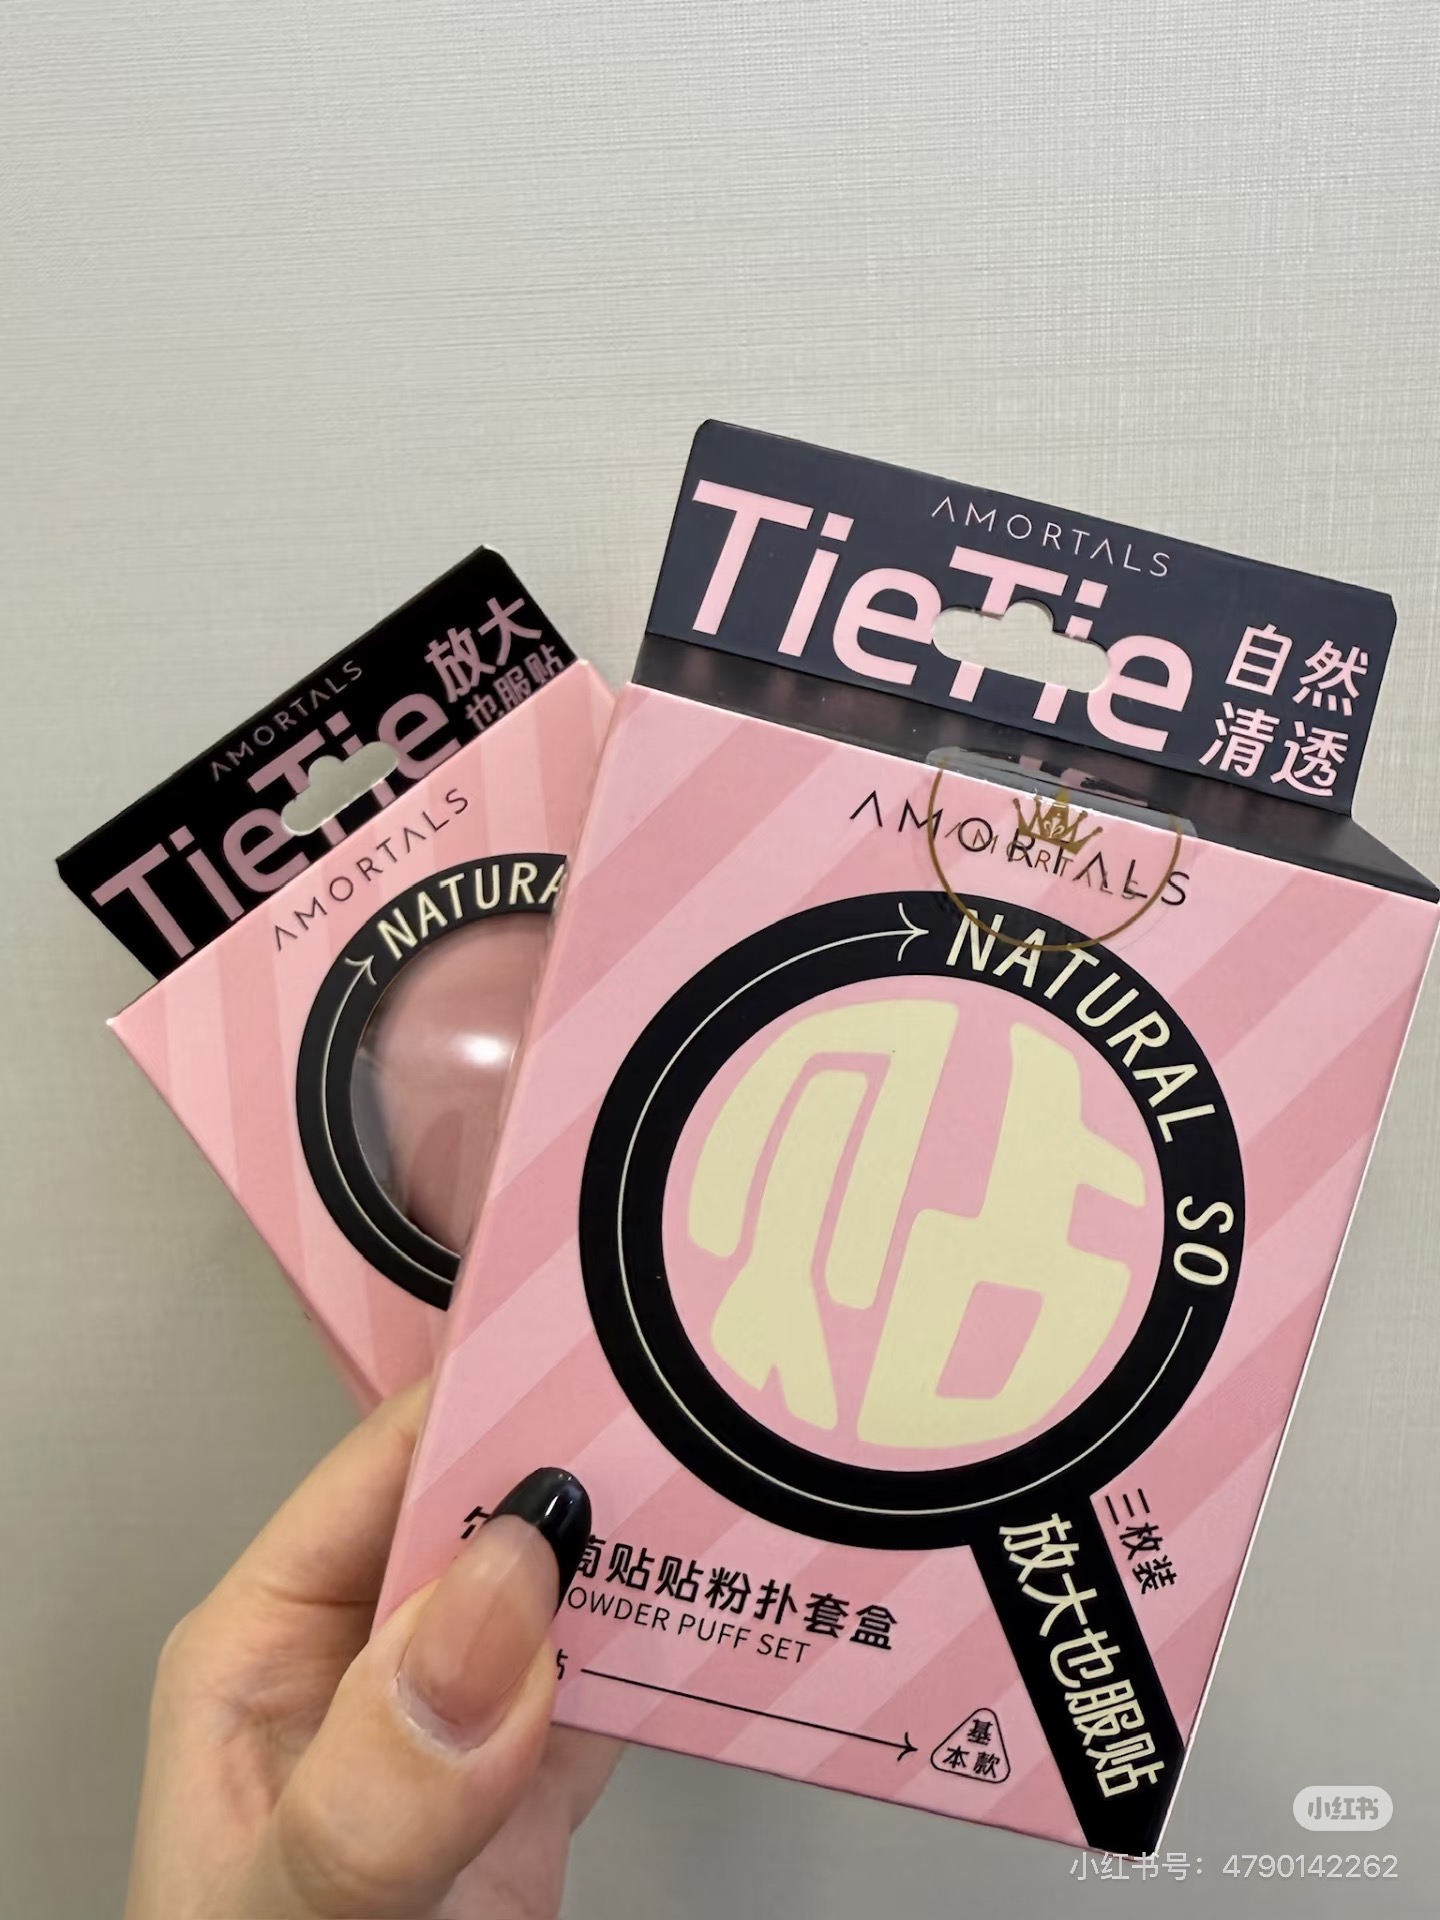 AMORTALS
TieTie
放大
也服贴
AMORTALS
NATURA
AMORTALS
TieTie
自然
清透
AMORTALS
AMORTALS
NATURAL SO
贴
三枚装
放大也服贴
贴贴粉扑套盒
OWDER PUFF SET
基
本款
小红书
小红书号：4790142262